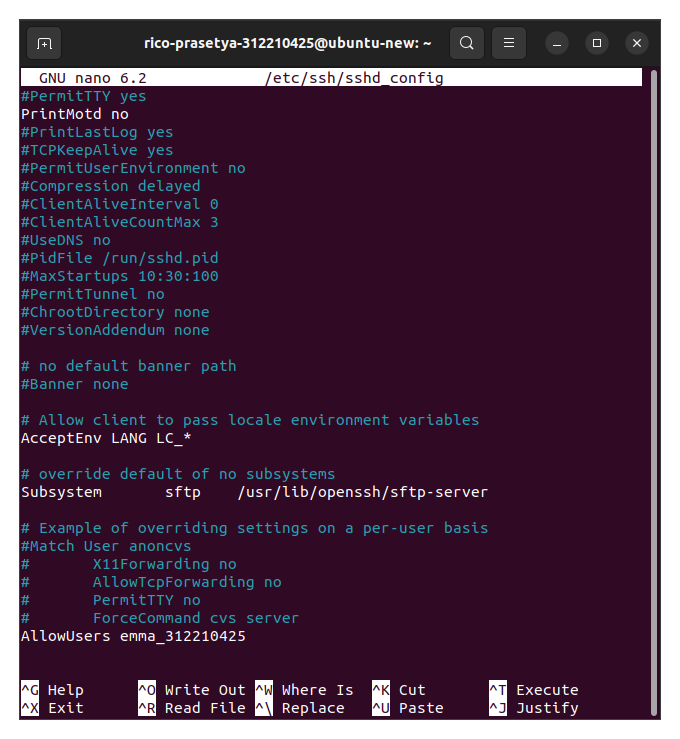 rico-prasetya-312210425@ubuntu-new: ~
GNU nano 6.2 /etc/ssh/sshd_config
#PermitTTY yes
PrintMotd no
#PrintLastLog yes
#TCPKeepAlive yes
#PermitUserEnvironment no
#Compression delayed
#ClientAliveInterval 0
#ClientAliveCountMax 3
#UseDNS no
#PidFile /run/sshd.pid
#MaxStartups 10:30:100
#PermitTunnel no
#ChrootDirectory none
#VersionAddendum none

# no default banner path
#Banner none

# Allow client to pass locale environment variables
AcceptEnv LANG LC_*

# override default of no subsystems
Subsystem       sftp    /usr/lib/openssh/sftp-server

# Example of overriding settings on a per-user basis
#Match User anoncvs
#       X11Forwarding no
#       AllowTcpForwarding no
#       PermitTTY no
#       ForceCommand cvs server
AllowUsers emma_312210425

^G Help ^O Write Out ^W Where Is ^K Cut ^T Execute
^X Exit ^R Read File ^\ Replace ^U Paste ^J Justify